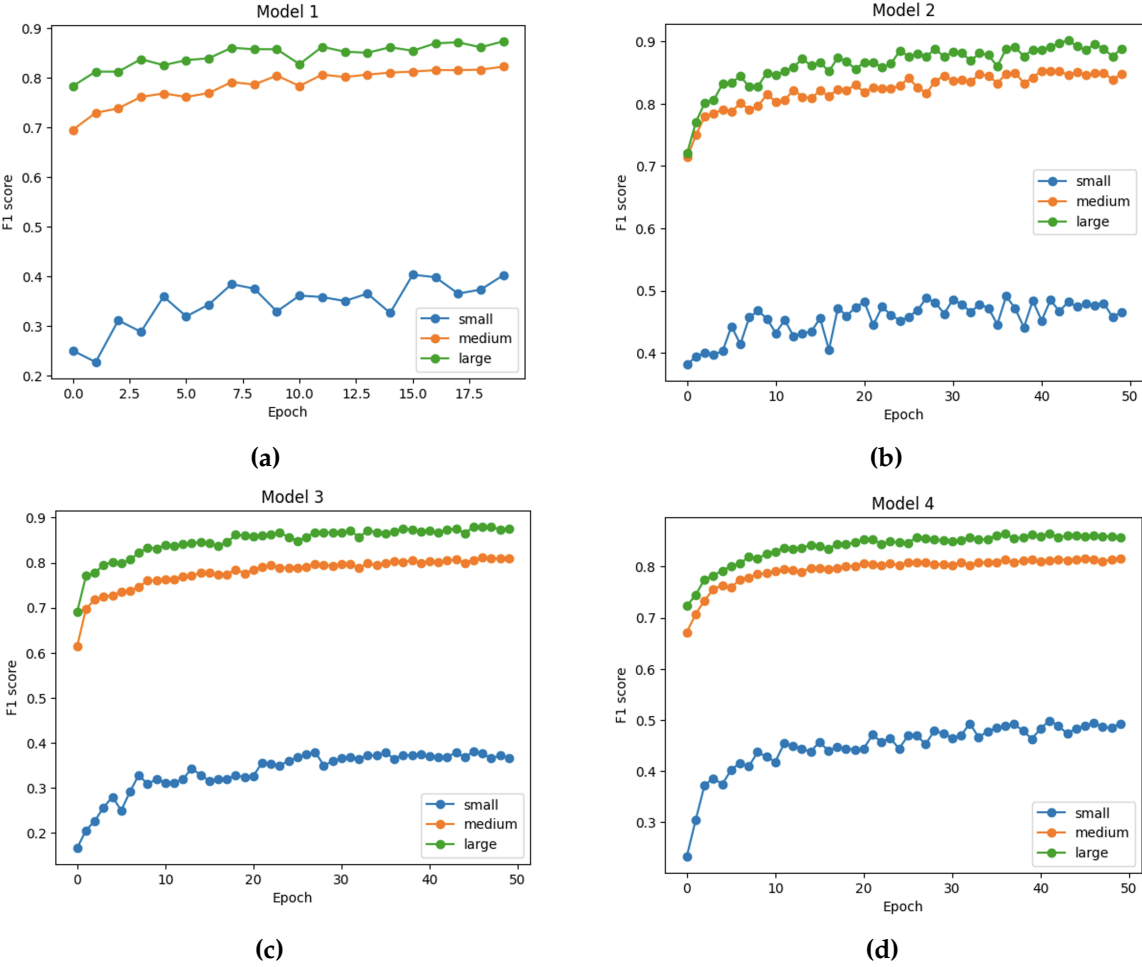 Model 1
0.9
0.8
0.7
0.6
0.5
0.4
0.3
0.2
F1 score
0.0 2.5 5.0 7.5 10.0 12.5 15.0 17.5
Epoch
small
medium
large
(a)
Model 2
0.9
0.8
0.7
0.6
0.5
0.4
F1 score
0 10 20 30 40 50
Epoch
small
medium
large
(b)
Model 3
0.9
0.8
0.7
0.6
0.5
0.4
0.3
0.2
F1 score
0 10 20 30 40 50
Epoch
small
medium
large
(c)
Model 4
0.8
0.7
0.6
0.5
0.4
0.3
F1 score
0 10 20 30 40 50
Epoch
small
medium
large
(d)